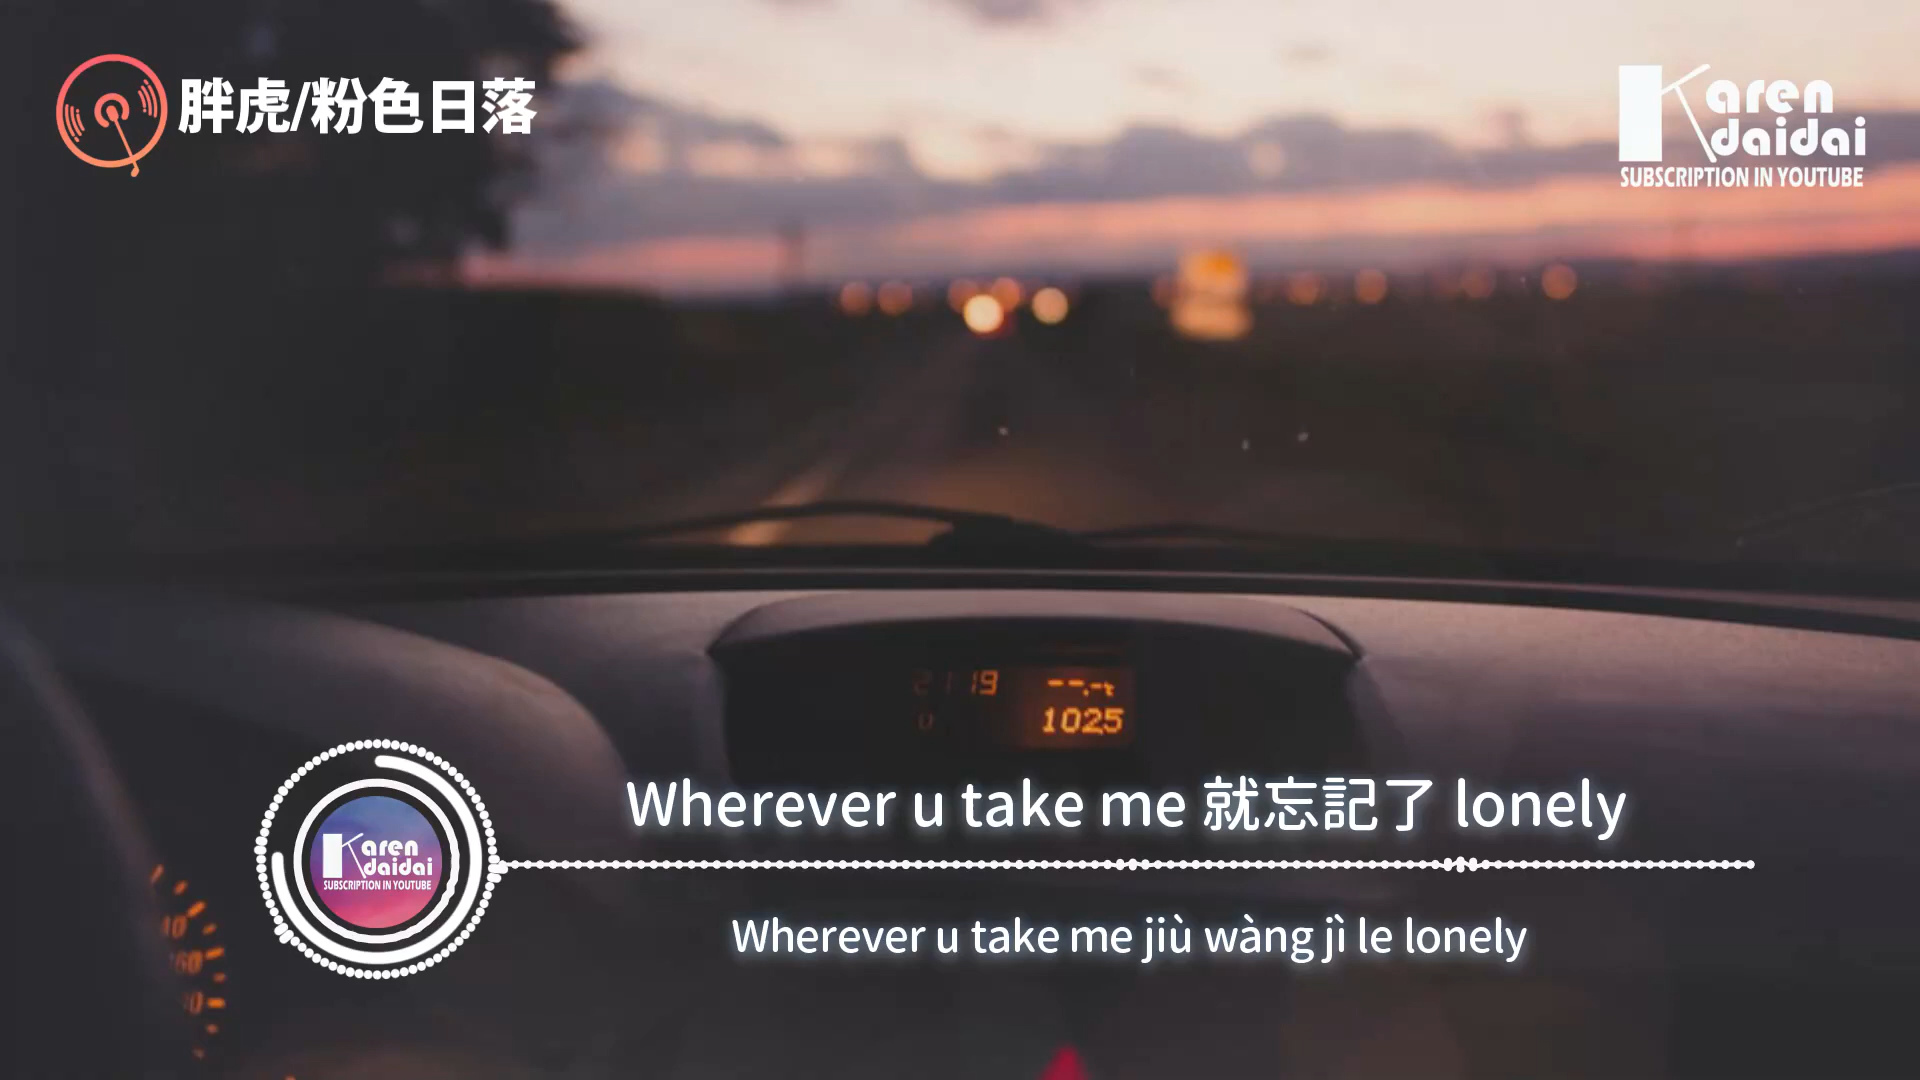 胖虎/粉色日落
Karen
daidai
SUBSCRIPTION IN YOUTUBE
2119
--.-t
1025
Wherever u take me 就忘記了 lonely
Karen
daidai
SUBSCRIPTION IN YOUTUBE
Wherever u take me jiù wàng jì le lonely